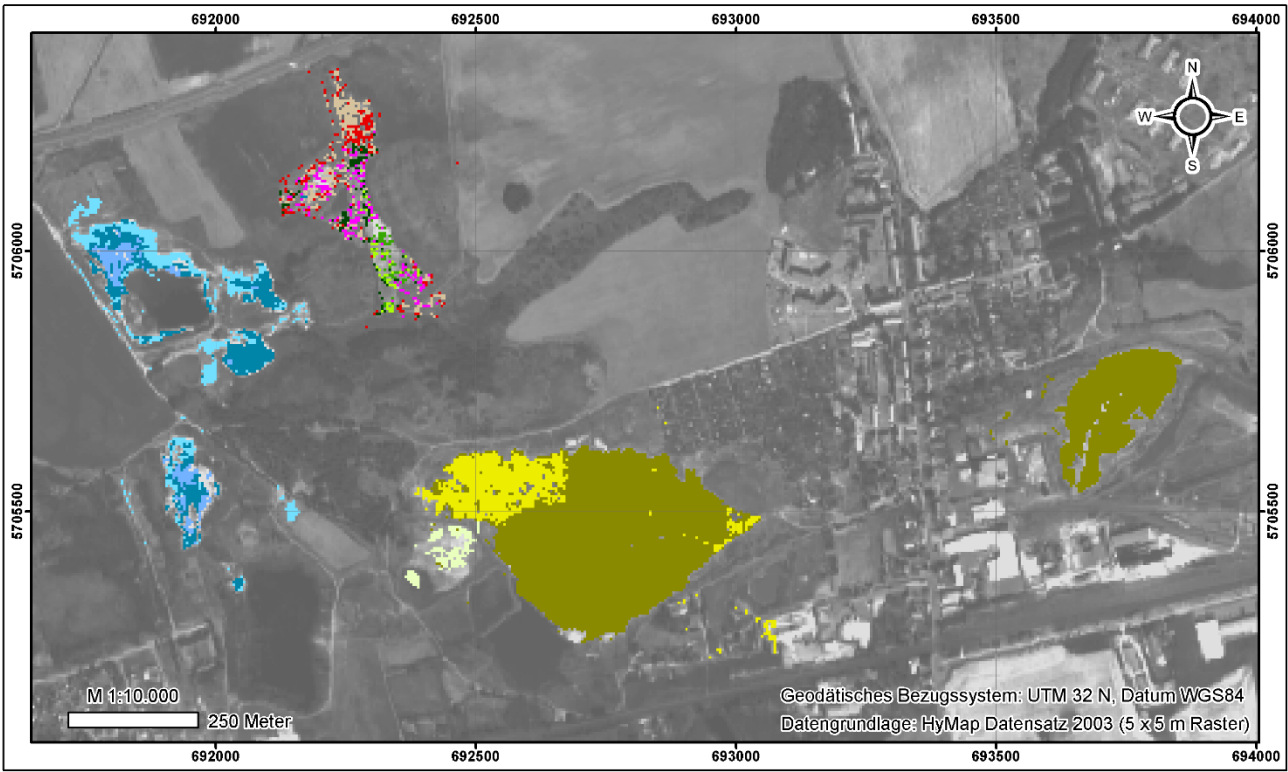 692000 692500 693000 693500 694000
N
W E
S
5706000 5706000
5705500 5705500
M 1:10.000
250 Meter
Geodätisches Bezugssystem: UTM 32 N, Datum WGS84
Datengrundlage: HyMap Datensatz 2003 (5 x 5 m Raster)
692000 692500 693000 693500 694000